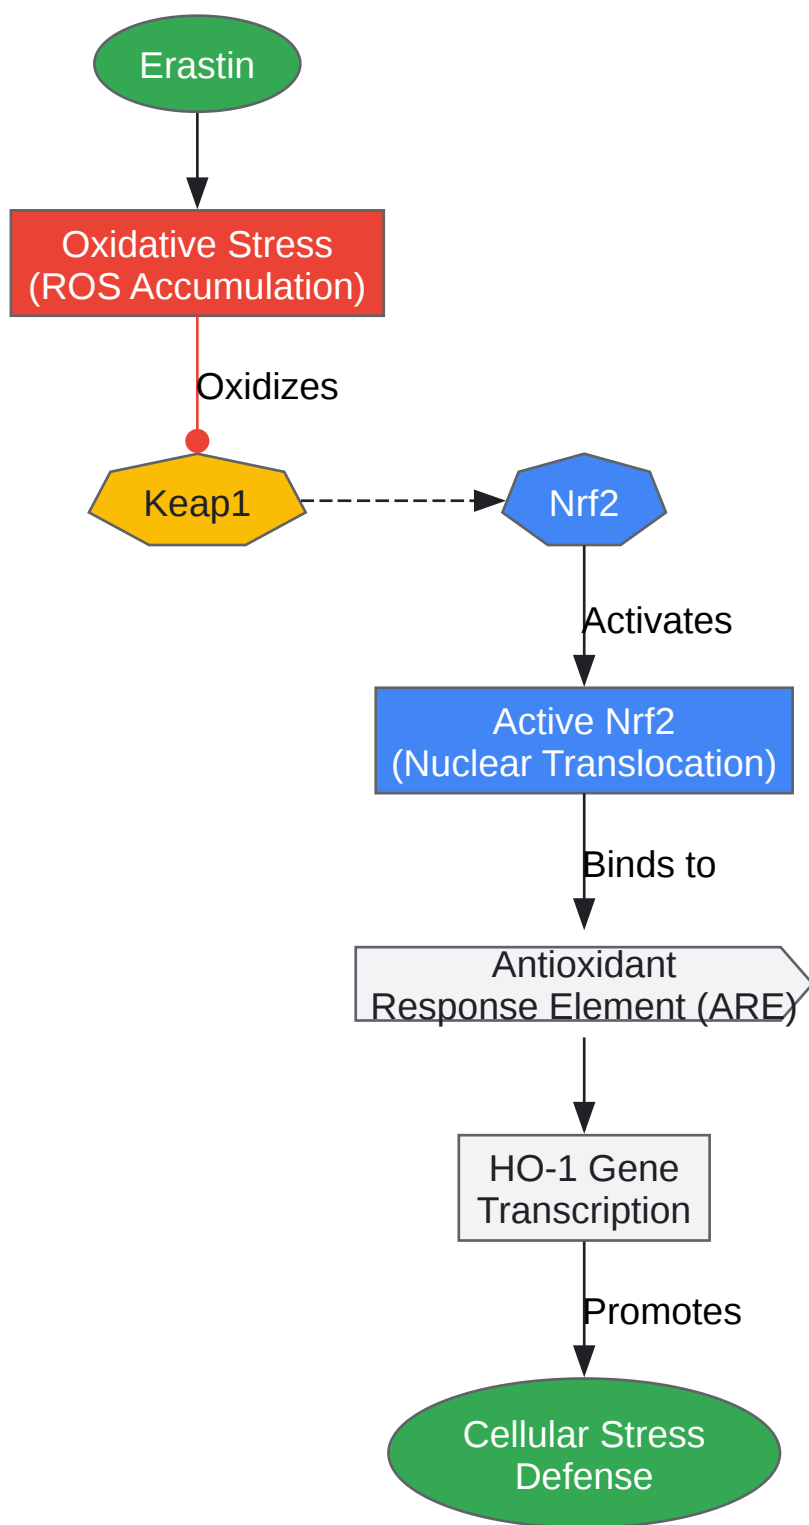 Erastin
Oxidative Stress
(ROS Accumulation)
Oxidizes
Keap1
Nrf2
Activates
Active Nrf2
(Nuclear Translocation)
Binds to
Antioxidant
Response Element (ARE)
HO-1 Gene
Transcription
Promotes
Cellular Stress
Defense